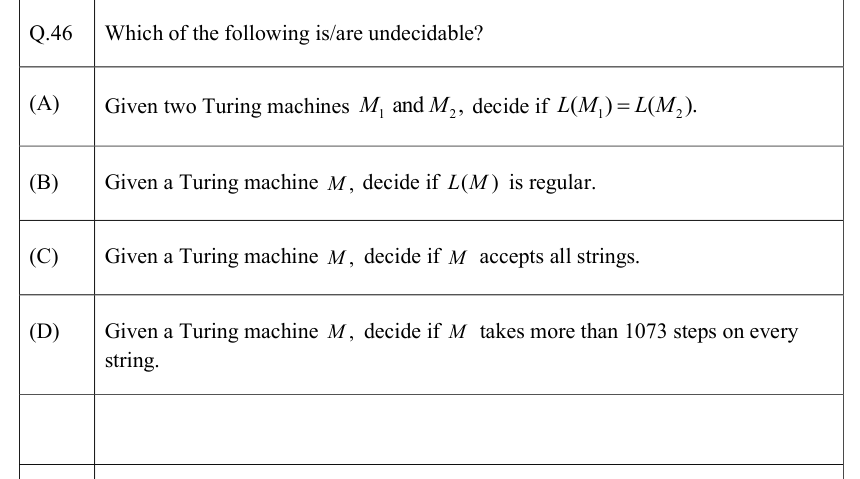 Q.46 Which of the following is/are undecidable?
(A) Given two Turing machines M₁ and M₂, decide if L(M₁) = L(M₂).
(B) Given a Turing machine M, decide if L(M) is regular.
(C) Given a Turing machine M, decide if M accepts all strings.
(D) Given a Turing machine M, decide if M takes more than 1073 steps on every
string.